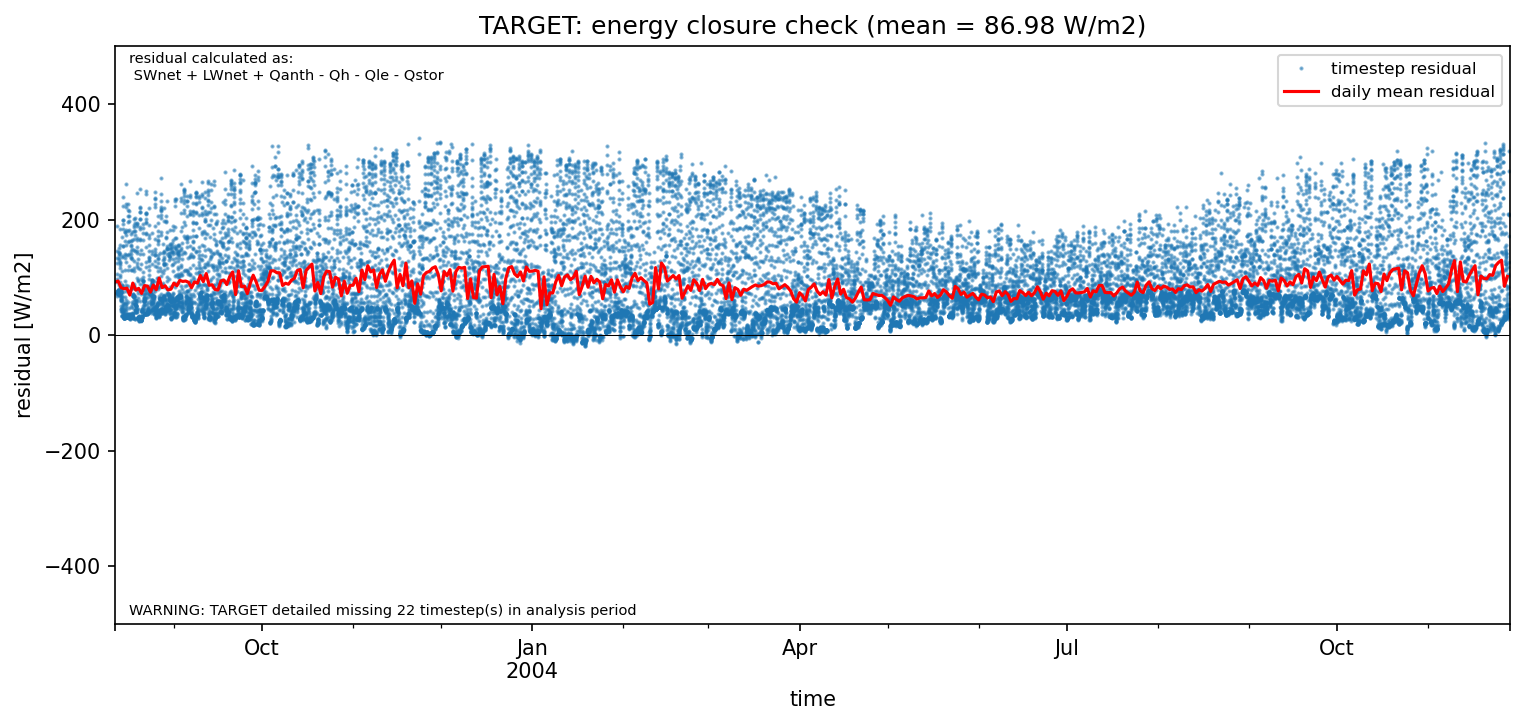 TARGET: energy closure check (mean = 86.98 W/m2)
residual calculated as:
SWnet + LWnet + Qanth - Qh - Qle - Qstor
timestep residual
daily mean residual
400
200
0
−200
−400
residual [W/m2]
WARNING: TARGET detailed missing 22 timestep(s) in analysis period
Oct
Jan
2004
Apr
Jul
Oct
time